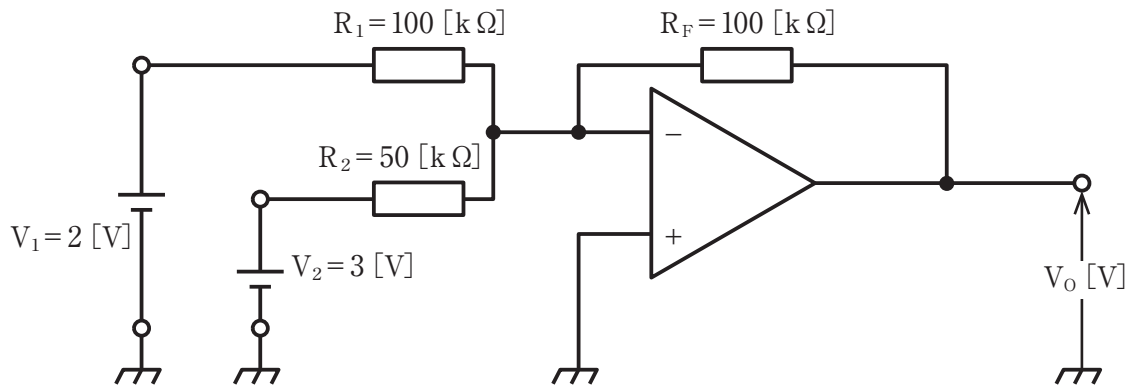 R₁=100 [kΩ]
R_F=100 [kΩ]
R₂=50 [kΩ]
−
+
V₁=2 [V]
V₂=3 [V]
V_O [V]